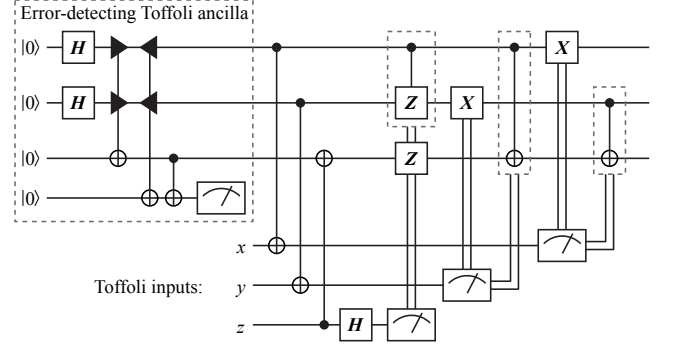 Error-detecting Toffoli ancilla
|0⟩ H X
|0⟩ H Z X
|0⟩ Z
|0⟩
x
Toffoli inputs: y
z H